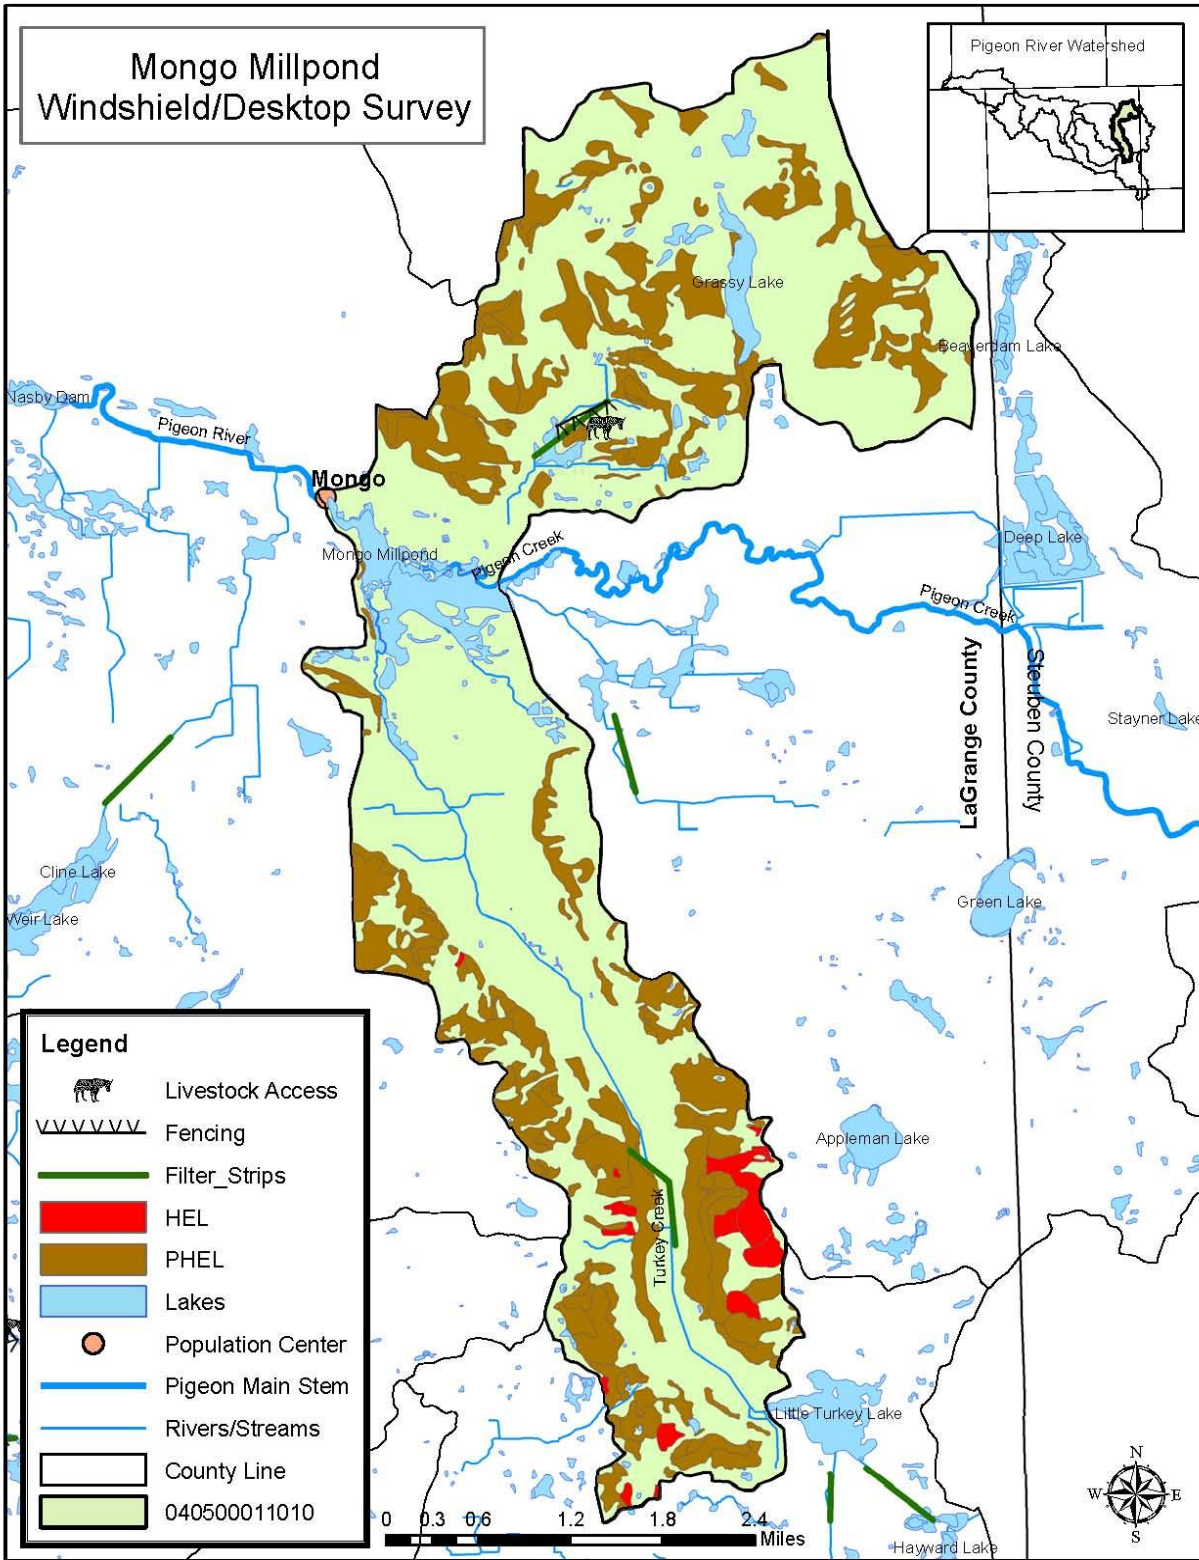 Mongo Millpond
Windshield/Desktop Survey
Pigeon River Watershed
Grassy Lake
Beaverdam Lake
Nasby Dam
Pigeon River
Mongo
Mongo Millpond
Pigeon Creek
Deep Lake
Pigeon Creek
LaGrange County
Steuben County
Stayner Lake
Cline Lake
Weir Lake
Green Lake
Appleman Lake
Turkey Creek
Little Turkey Lake
Hayward Lake
Legend
Livestock Access
Fencing
Filter_Strips
HEL
PHEL
Lakes
Population Center
Pigeon Main Stem
Rivers/Streams
County Line
040500011010
0 0.3 0.6 1.2 1.8 2.4
Miles
N
W E
S